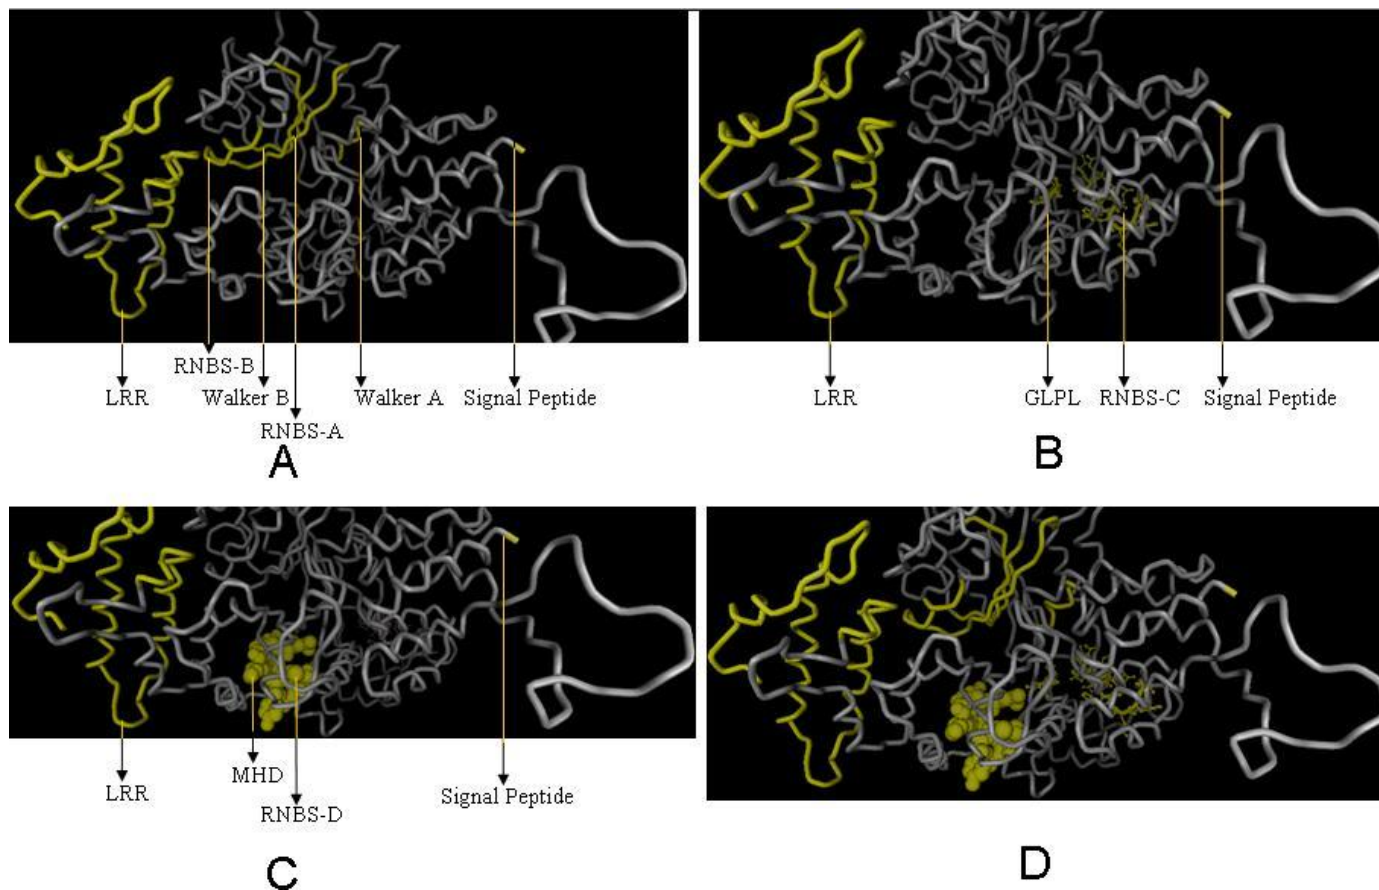 RNBS-B
LRR
Walker B
Walker A
Signal Peptide
RNBS-A
A
LRR
GLPL
RNBS-C
Signal Peptide
B
MHD
LRR
RNBS-D
Signal Peptide
C
D